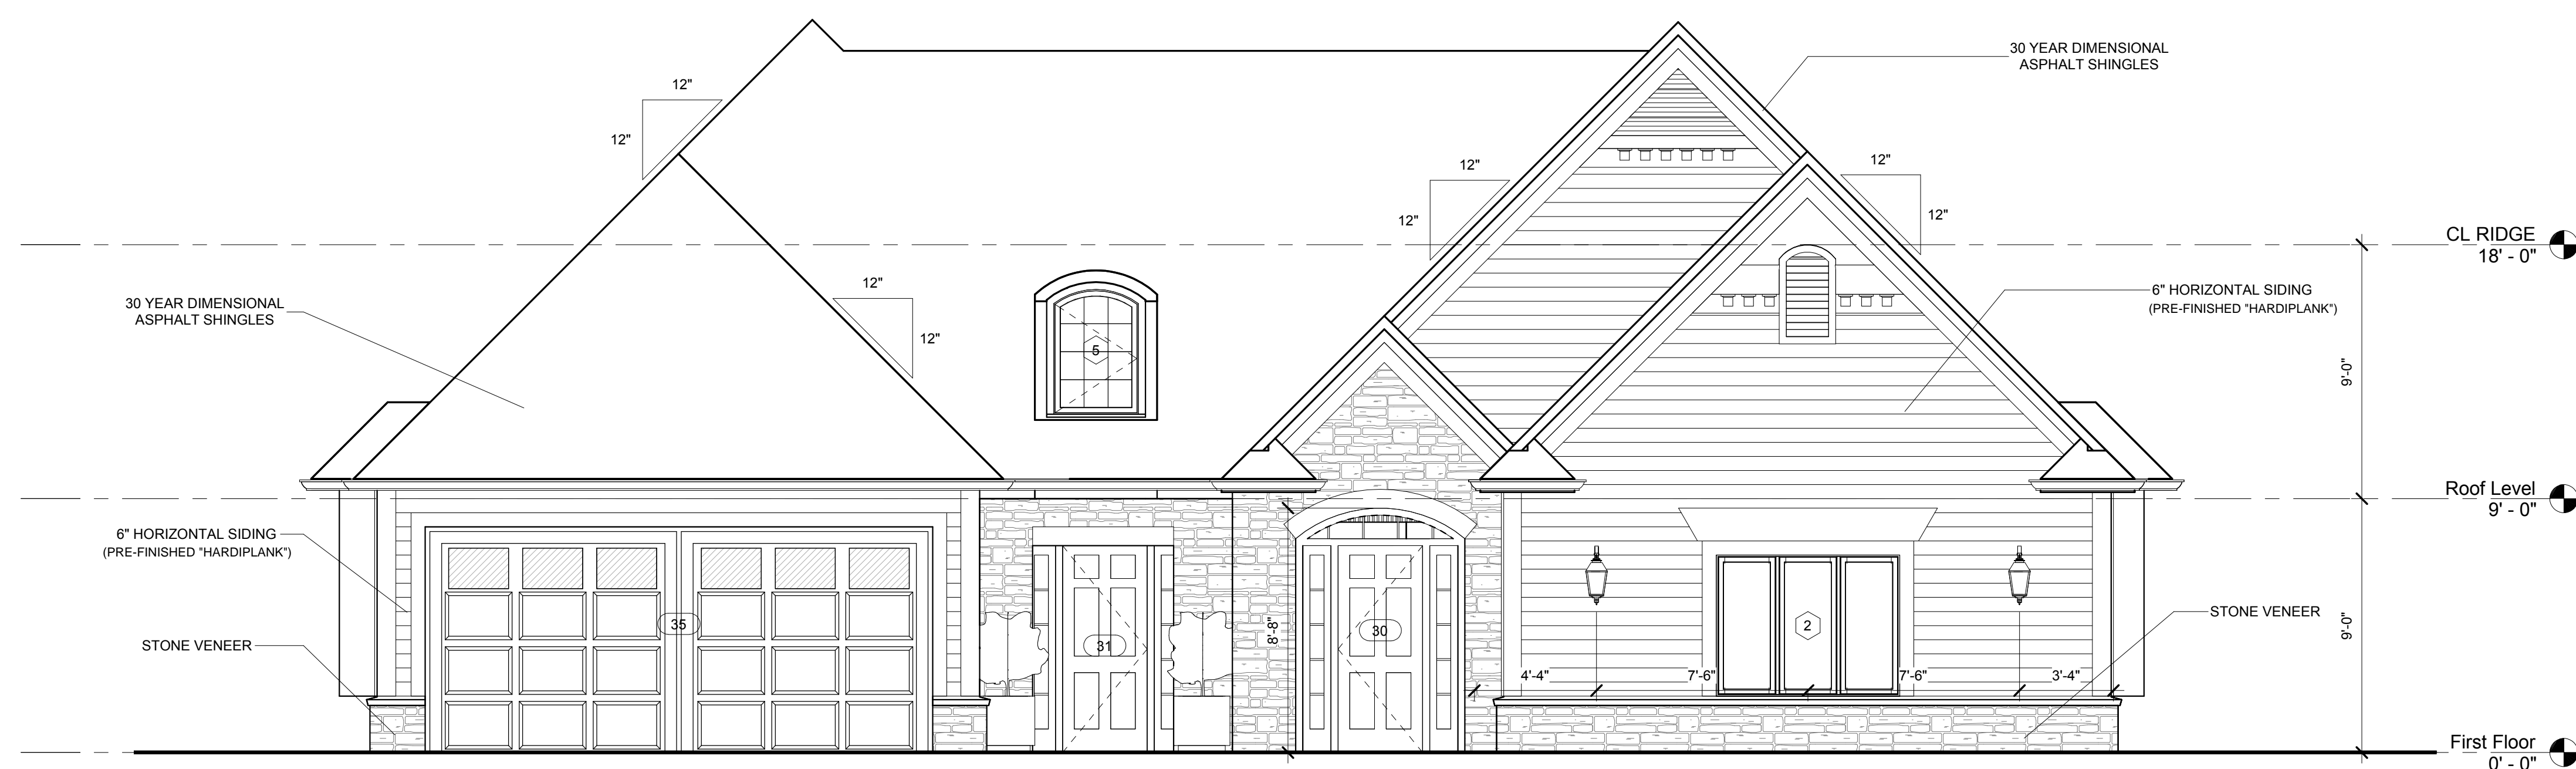 30 YEAR DIMENSIONAL
ASPHALT SHINGLES
12"
12"
12"
12"
12"
12"
CL RIDGE
18' - 0"
6" HORIZONTAL SIDING
(PRE-FINISHED "HARDIPLANK")
30 YEAR DIMENSIONAL
ASPHALT SHINGLES
12"
12"
5
9'-0"
Roof Level
9' - 0"
6" HORIZONTAL SIDING
(PRE-FINISHED "HARDIPLANK")
STONE VENEER
35
31
8'-8"
30
2
9'-0"
STONE VENEER
4'-4"
7'-6"
7'-6"
3'-4"
First Floor
0' - 0"